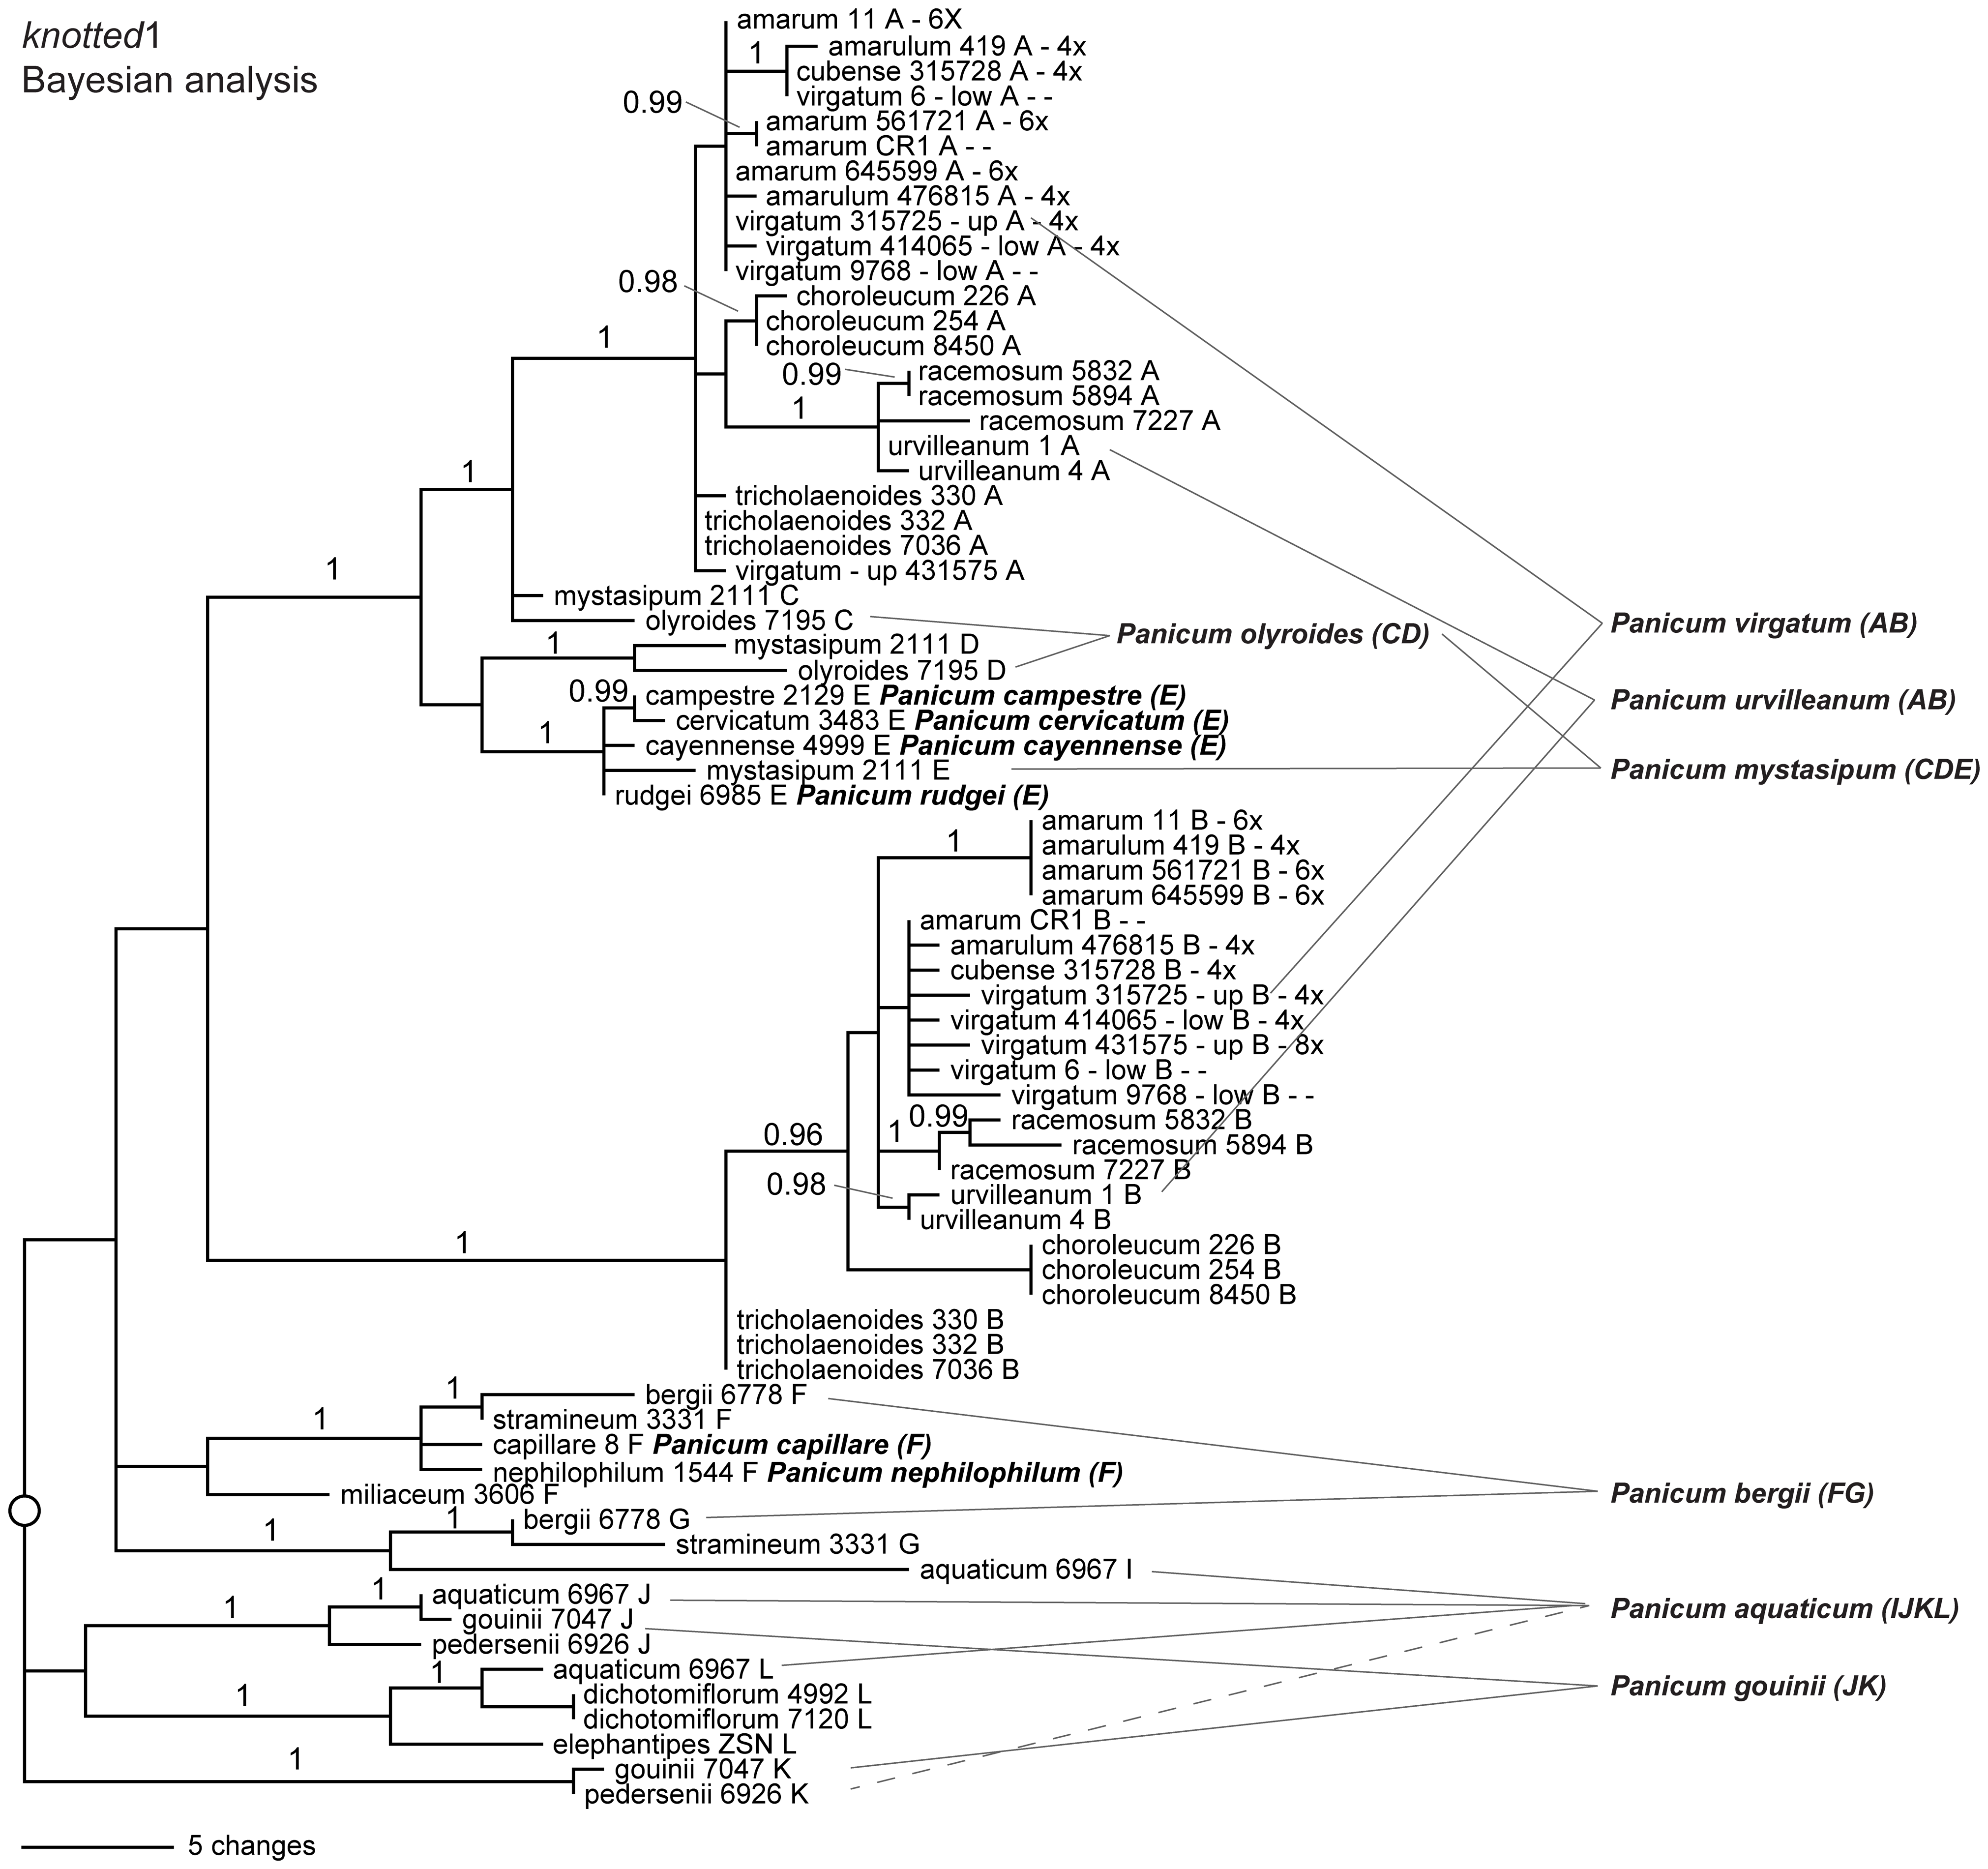 knotted1
Bayesian analysis
amarum 11 A - 6X
1
amarulum 419 A - 4x
cubense 315728 A - 4x
virgatum 6 - low A - -
0.99
amarum 561721 A - 6x
amarum CR1 A - -
amarum 645599 A - 6x
amarulum 476815 A - 4x
virgatum 315725 - up A - 4x
virgatum 414065 - low A - 4x
virgatum 9768 - low A - -
0.98
choroleucum 226 A
choroleucum 254 A
choroleucum 8450 A
1
0.99
racemosum 5832 A
racemosum 5894 A
1
racemosum 7227 A
urvilleanum 1 A
urvilleanum 4 A
1
tricholaenoides 330 A
tricholaenoides 332 A
tricholaenoides 7036 A
virgatum - up 431575 A
1
mystasipum 2111 C
olyroides 7195 C
Panicum virgatum (AB)
Panicum olyroides (CD)
1
mystasipum 2111 D
olyroides 7195 D
0.99
campestre 2129 E Panicum campestre (E)
Panicum urvilleanum (AB)
cervicatum 3483 E Panicum cervicatum (E)
1
cayennense 4999 E Panicum cayennense (E)
mystasipum 2111 E
Panicum mystasipum (CDE)
rudgei 6985 E Panicum rudgei (E)
amarum 11 B - 6x
1
amarulum 419 B - 4x
amarum 561721 B - 6x
amarum 645599 B - 6x
amarum CR1 B - -
amarulum 476815 B - 4x
cubense 315728 B - 4x
virgatum 315725 - up B - 4x
virgatum 414065 - low B - 4x
virgatum 431575 - up B - 8x
virgatum 6 - low B - -
virgatum 9768 - low B - -
0.99
racemosum 5832 B
0.96
1
racemosum 5894 B
racemosum 7227 B
0.98
urvilleanum 1 B
urvilleanum 4 B
1
choroleucum 226 B
choroleucum 254 B
choroleucum 8450 B
tricholaenoides 330 B
tricholaenoides 332 B
tricholaenoides 7036 B
1
bergii 6778 F
1
stramineum 3331 F
capillare 8 F Panicum capillare (F)
nephilophilum 1544 F Panicum nephilophilum (F)
miliaceum 3606 F
Panicum bergii (FG)
1
1
bergii 6778 G
stramineum 3331 G
aquaticum 6967 I
1
aquaticum 6967 J
1
gouinii 7047 J
Panicum aquaticum (IJKL)
pedersenii 6926 J
1
aquaticum 6967 L
1
dichotomiflorum 4992 L
Panicum gouinii (JK)
dichotomiflorum 7120 L
elephantipes ZSN L
1
gouinii 7047 K
pedersenii 6926 K
5 changes